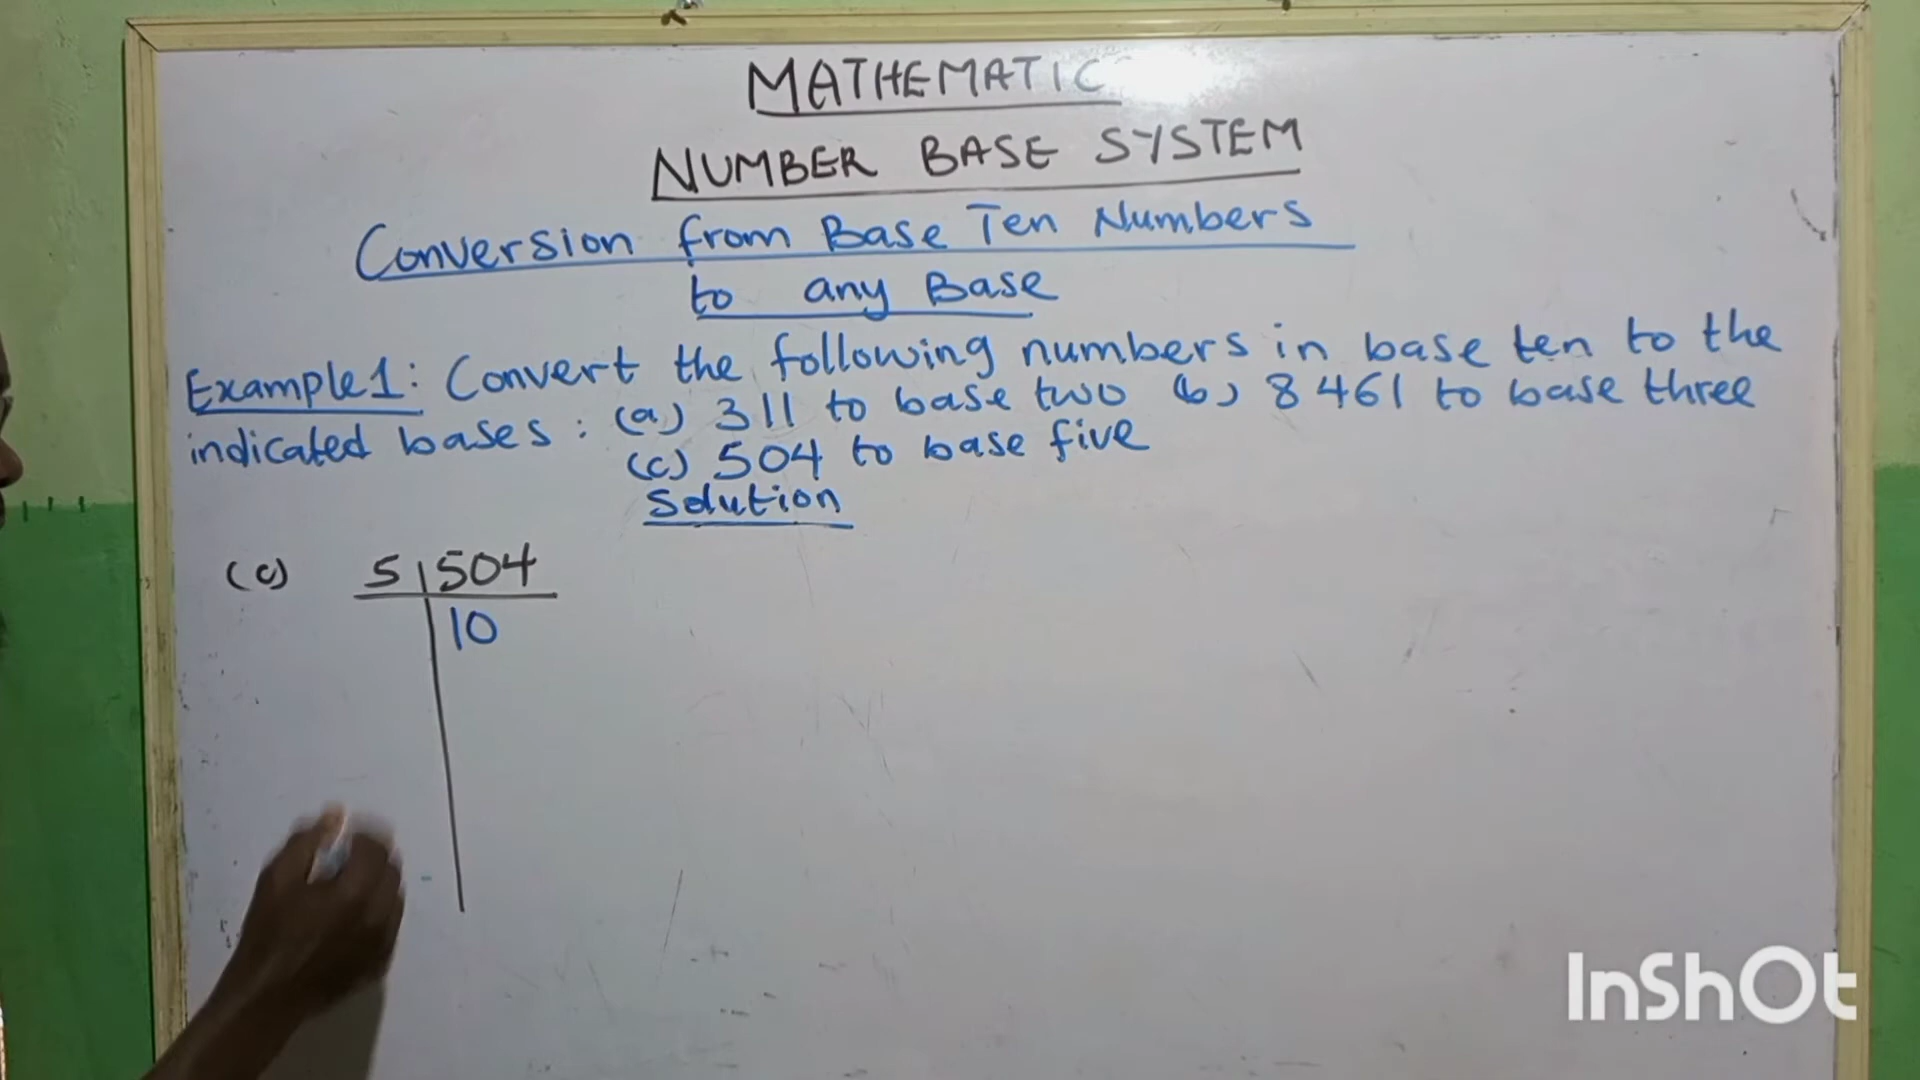 MATHEMATIC
NUMBER BASE SYSTEM
Conversion from Base Ten Numbers
to any Base
Example 1: Convert the following numbers in base ten to the
indicated bases: (a) 311 to base two (b) 8461 to base three
(c) 504 to base five
Solution
(c) 5 504
10
InShOt